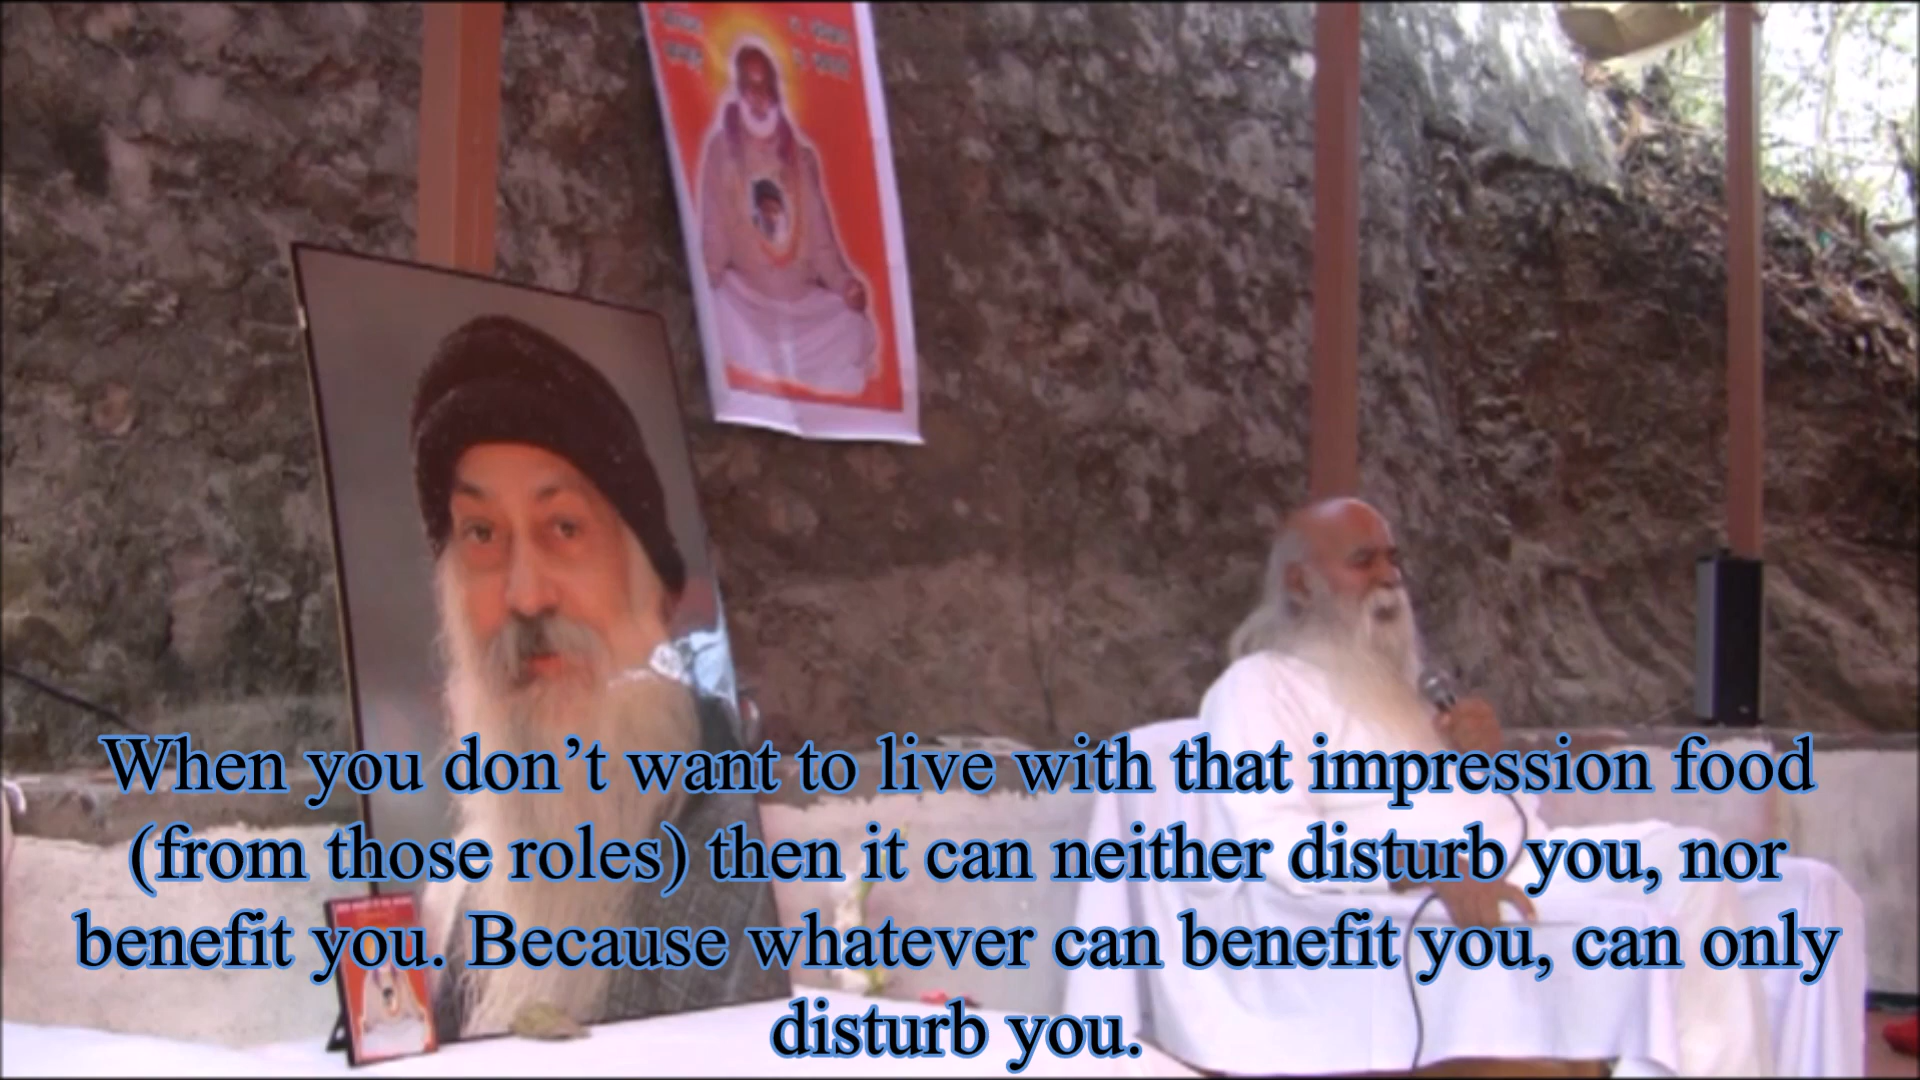 When you don’t want to live with that impression food
(from those roles) then it can neither disturb you, nor
benefit you. Because whatever can benefit you, can only
disturb you.